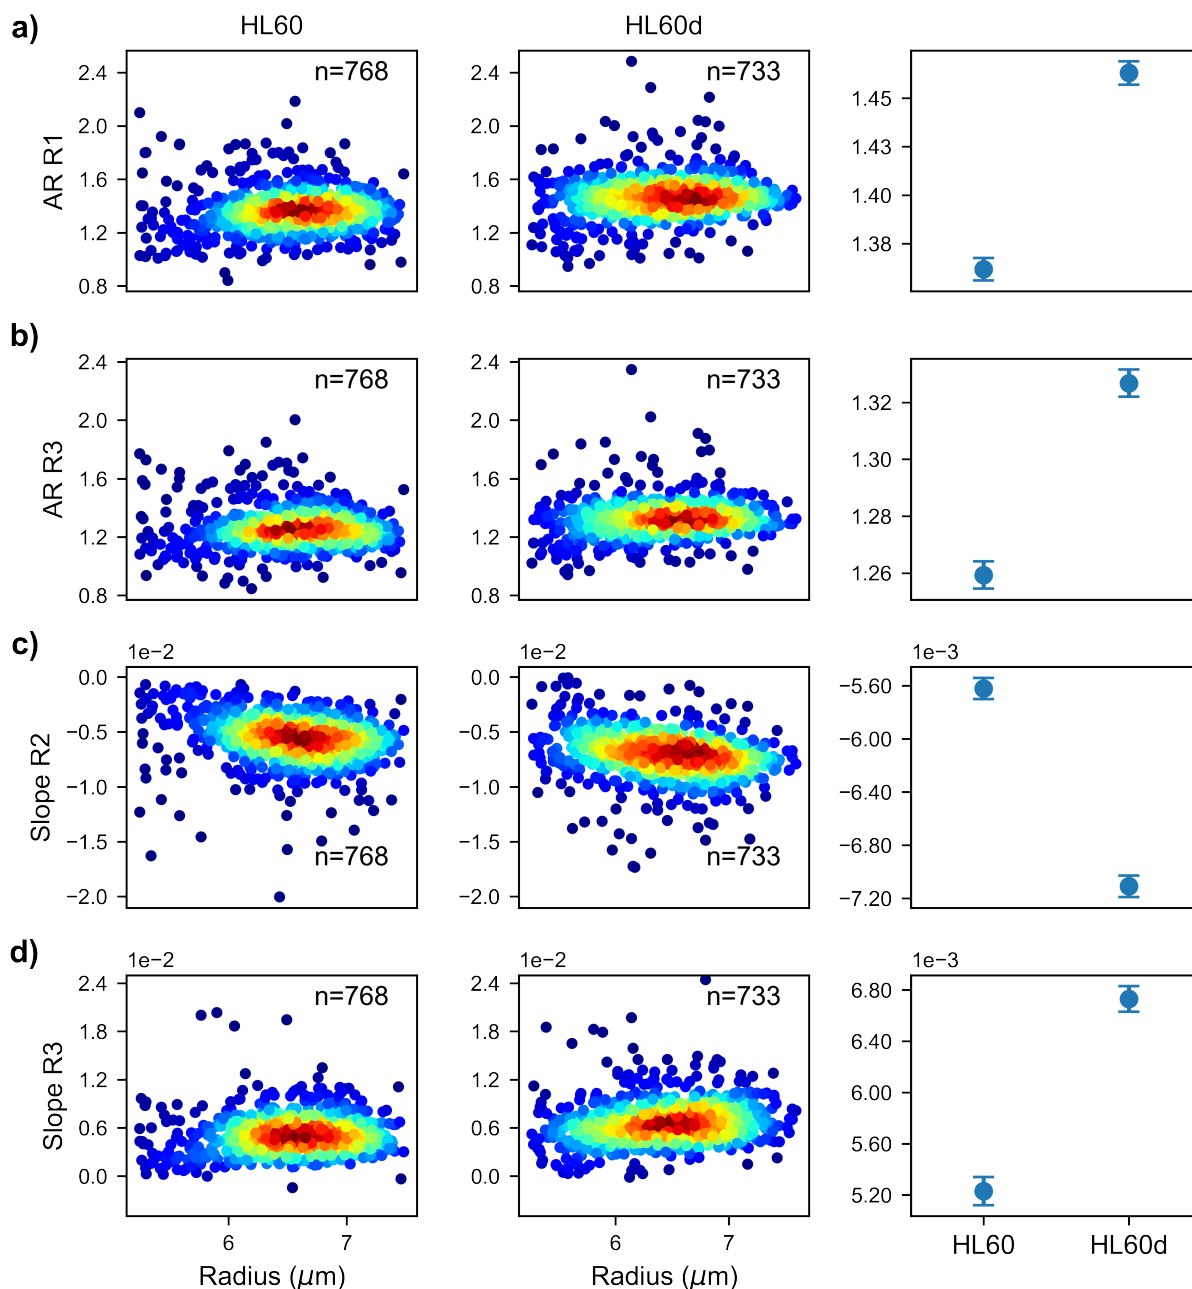 a)
HL60
HL60d
AR R1
2.4
2.0
1.6
1.2
0.8
n=768
n=733
1.45
1.43
1.40
1.38
b)
AR R3
2.4
2.0
1.6
1.2
0.8
n=768
n=733
1.32
1.30
1.28
1.26
c)
1e−2
1e−2
1e−3
Slope R2
0.0
−0.5
−1.0
−1.5
−2.0
n=768
n=733
−5.60
−6.00
−6.40
−6.80
−7.20
d)
1e−2
1e−2
1e−3
Slope R3
2.4
1.8
1.2
0.6
0.0
n=768
n=733
6.80
6.40
6.00
5.60
5.20
6
7
6
7
HL60
HL60d
Radius (μm)
Radius (μm)